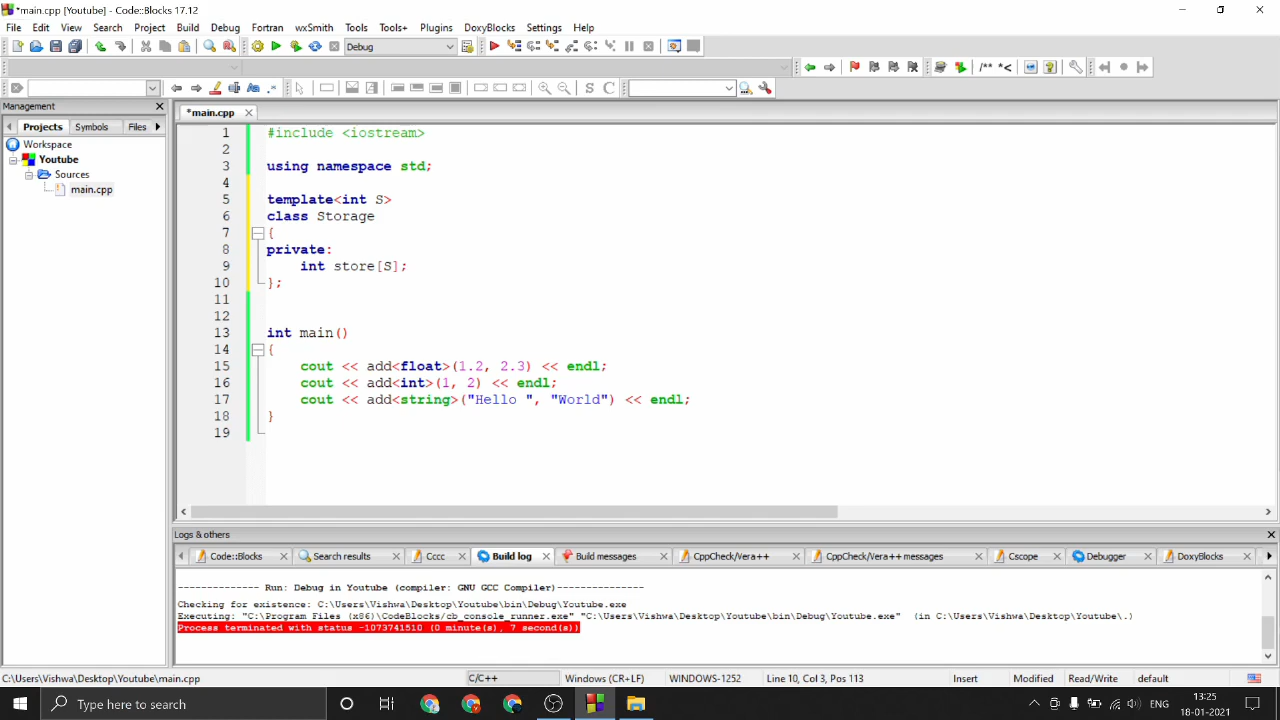 *main.cpp [Youtube] - Code::Blocks 17.12
File Edit View Search Project Build Debug Fortran wxSmith Tools Tools+ Plugins DoxyBlocks Settings Help
Debug
/** *<
S C
Management
*main.cpp
Projects Symbols Files
Workspace
Youtube
Sources
main.cpp
1 #include <iostream>
2
3 using namespace std;
4
5 template<int S>
6 class Storage
7 {
8 private:
9 int store[S];
10 };
11
12
13 int main()
14 {
15 cout << add<float>(1.2, 2.3) << endl;
16 cout << add<int>(1, 2) << endl;
17 cout << add<string>("Hello ", "World") << endl;
18 }
19
Logs & others
Code::Blocks Search results Cccc Build log Build messages CppCheck/Vera++ CppCheck/Vera++ messages Cscope Debugger DoxyBlocks
-------------- Run: Debug in Youtube (compiler: GNU GCC Compiler)---------------
Checking for existence: C:\Users\Vishwa\Desktop\Youtube\bin\Debug\Youtube.exe
Executing: "C:\Program Files (x86)\CodeBlocks/cb_console_runner.exe" "C:\Users\Vishwa\Desktop\Youtube\bin\Debug\Youtube.exe" (in C:\Users\Vishwa\Desktop\Youtube\.)
Process terminated with status -1073741510 (0 minute(s), 7 second(s))
C:\Users\Vishwa\Desktop\Youtube\main.cpp C/C++ Windows (CR+LF) WINDOWS-1252 Line 10, Col 3, Pos 113 Insert Modified Read/Write default
Type here to search
ENG
13:25
18-01-2021